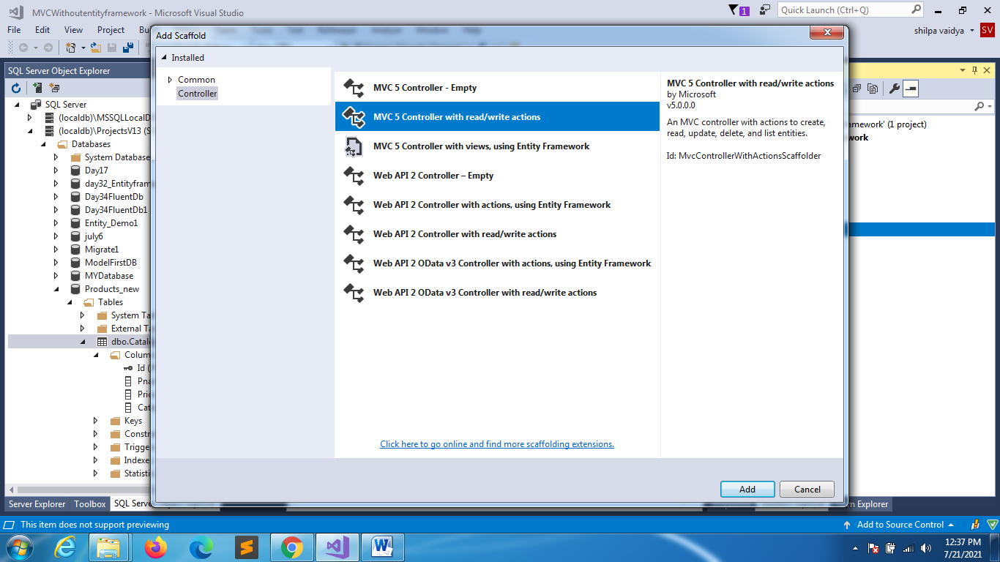 MVCWithoutentityframework - Microsoft Visual Studio
1
Quick Launch (Ctrl+Q)
File Edit View Project
shilpa vaidya
SV
Add Scaffold
Installed
Common
Controller
MVC 5 Controller - Empty
MVC 5 Controller with read/write actions
MVC 5 Controller with views, using Entity Framework
Web API 2 Controller – Empty
Web API 2 Controller with actions, using Entity Framework
Web API 2 Controller with read/write actions
Web API 2 OData v3 Controller with actions, using Entity Framework
Web API 2 OData v3 Controller with read/write actions
MVC 5 Controller with read/write actions
by Microsoft
v5.0.0.0
An MVC controller with actions to create,
read, update, delete, and list entities.
Id: MvcControllerWithActionsScaffolder
Click here to go online and find more scaffolding extensions.
Add
Cancel
SQL Server Object Explorer
SQL Server
(localdb)\MSSQLLocalD
(localdb)\ProjectsV13 (S
Databases
System Database
Day17
day32_Entityfram
Day34FluentDb
Day34FluentDb1
Entity_Demo1
july6
Migrate1
ModelFirstDB
MYDatabase
Products_new
Tables
System Ta
External Ta
dbo.Catal
Colum
Id (
Pna
Pric
Cat
Keys
Constr
Trigge
Indexe
Statisti
amework' (1 project)
work
Server Explorer Toolbox SQL Serv
m Explorer
This item does not support previewing
Add to Source Control
12:37 PM
7/21/2021